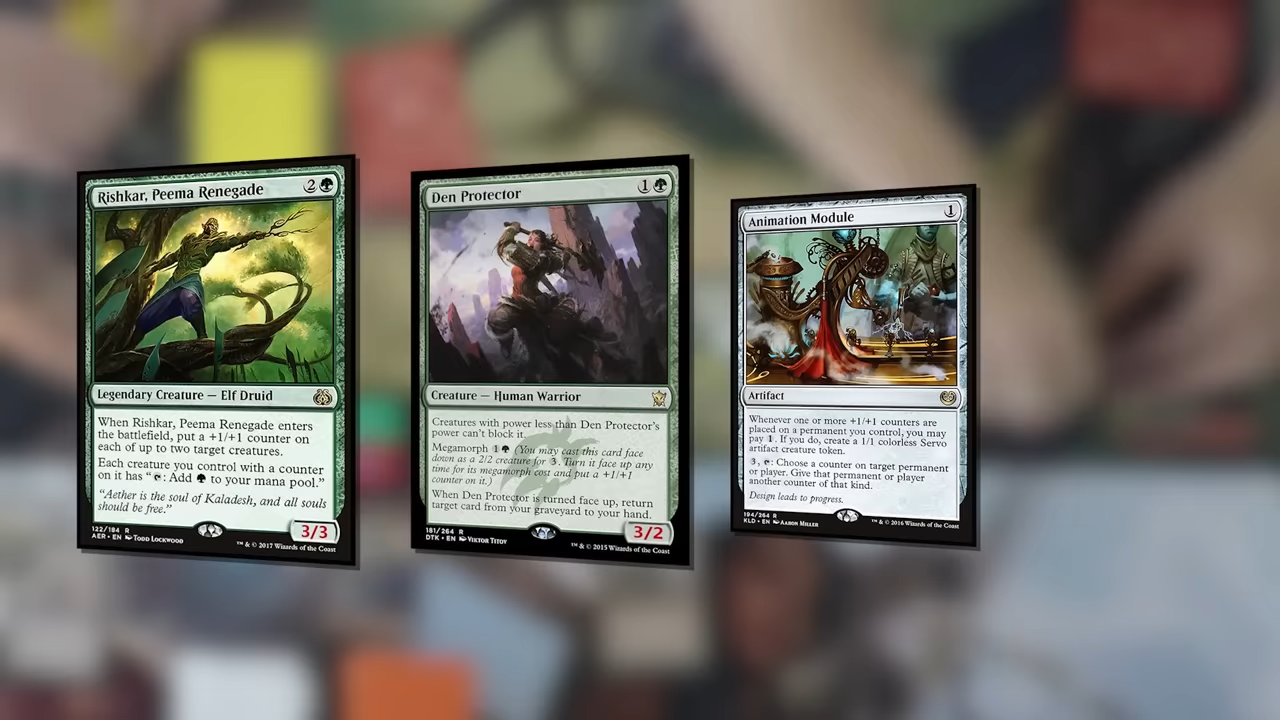 Rishkar, Peema Renegade 2
Legendary Creature — Elf Druid
When Rishkar, Peema Renegade enters
the battlefield, put a +1/+1 counter on
each of up to two target creatures.
Each creature you control with a counter
on it has “: Add to your mana pool.”
“Aether is the soul of Kaladesh, and all souls
should be free.”
3/3
122/184 R
AER • EN Todd Lockwood
™ & © 2017 Wizards of the Coast
Den Protector 1
Creature — Human Warrior
Creatures with power less than Den Protector’s
power can’t block it.
Megamorph 1 (You may cast this card face
down as a 2/2 creature for 3. Turn it face up any
time for its megamorph cost and put a +1/+1
counter on it.)
When Den Protector is turned face up, return
target card from your graveyard to your hand.
3/2
181/264 R
DTK • EN Viktor Titov
™ & © 2015 Wizards of the Coast
Animation Module 1
Artifact
Whenever one or more +1/+1 counters are
placed on a permanent you control, you may
pay 1. If you do, create a 1/1 colorless Servo
artifact creature token.
3, : Choose a counter on target permanent
or player. Give that permanent or player
another counter of that kind.
Design leads to progress.
194/264 R
KLD • EN Aaron Miller
™ & © 2016 Wizards of the Coast